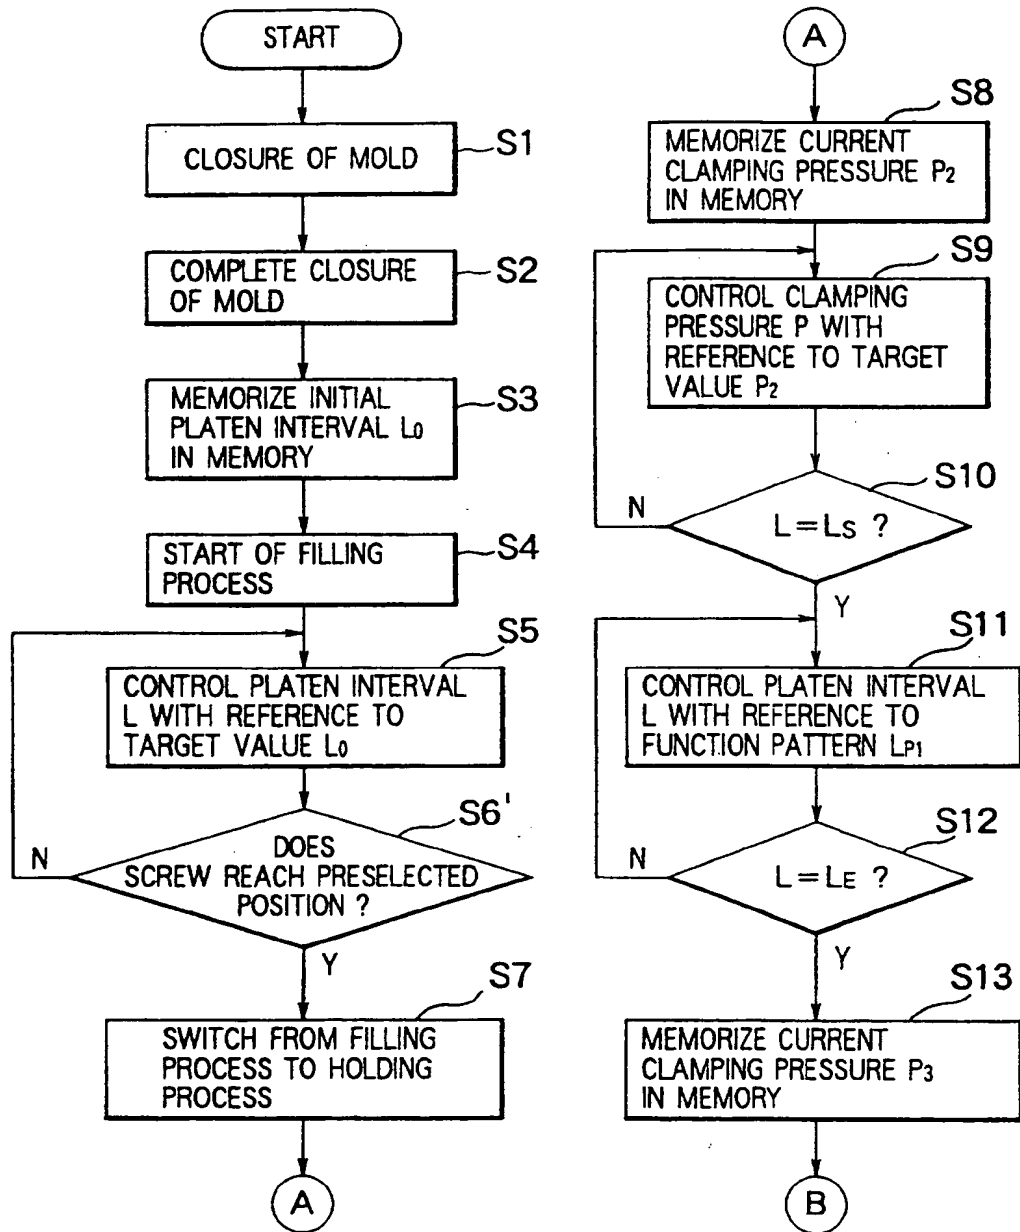 START
S1
CLOSURE OF MOLD
S2
COMPLETE CLOSURE
OF MOLD
S3
MEMORIZE INITIAL
PLATEN INTERVAL L0
IN MEMORY
S4
START OF FILLING
PROCESS
S5
CONTROL PLATEN INTERVAL
L WITH REFERENCE TO
TARGET VALUE L0
S6'
DOES
SCREW REACH PRESELECTED
POSITION ?
N
Y
S7
SWITCH FROM FILLING
PROCESS TO HOLDING
PROCESS
A
A
S8
MEMORIZE CURRENT
CLAMPING PRESSURE P2
IN MEMORY
S9
CONTROL CLAMPING
PRESSURE P WITH
REFERENCE TO TARGET
VALUE P2
S10
L=LS ?
N
Y
S11
CONTROL PLATEN INTERVAL
L WITH REFERENCE TO
FUNCTION PATTERN LP1
S12
L=LE ?
N
Y
S13
MEMORIZE CURRENT
CLAMPING PRESSURE P3
IN MEMORY
B